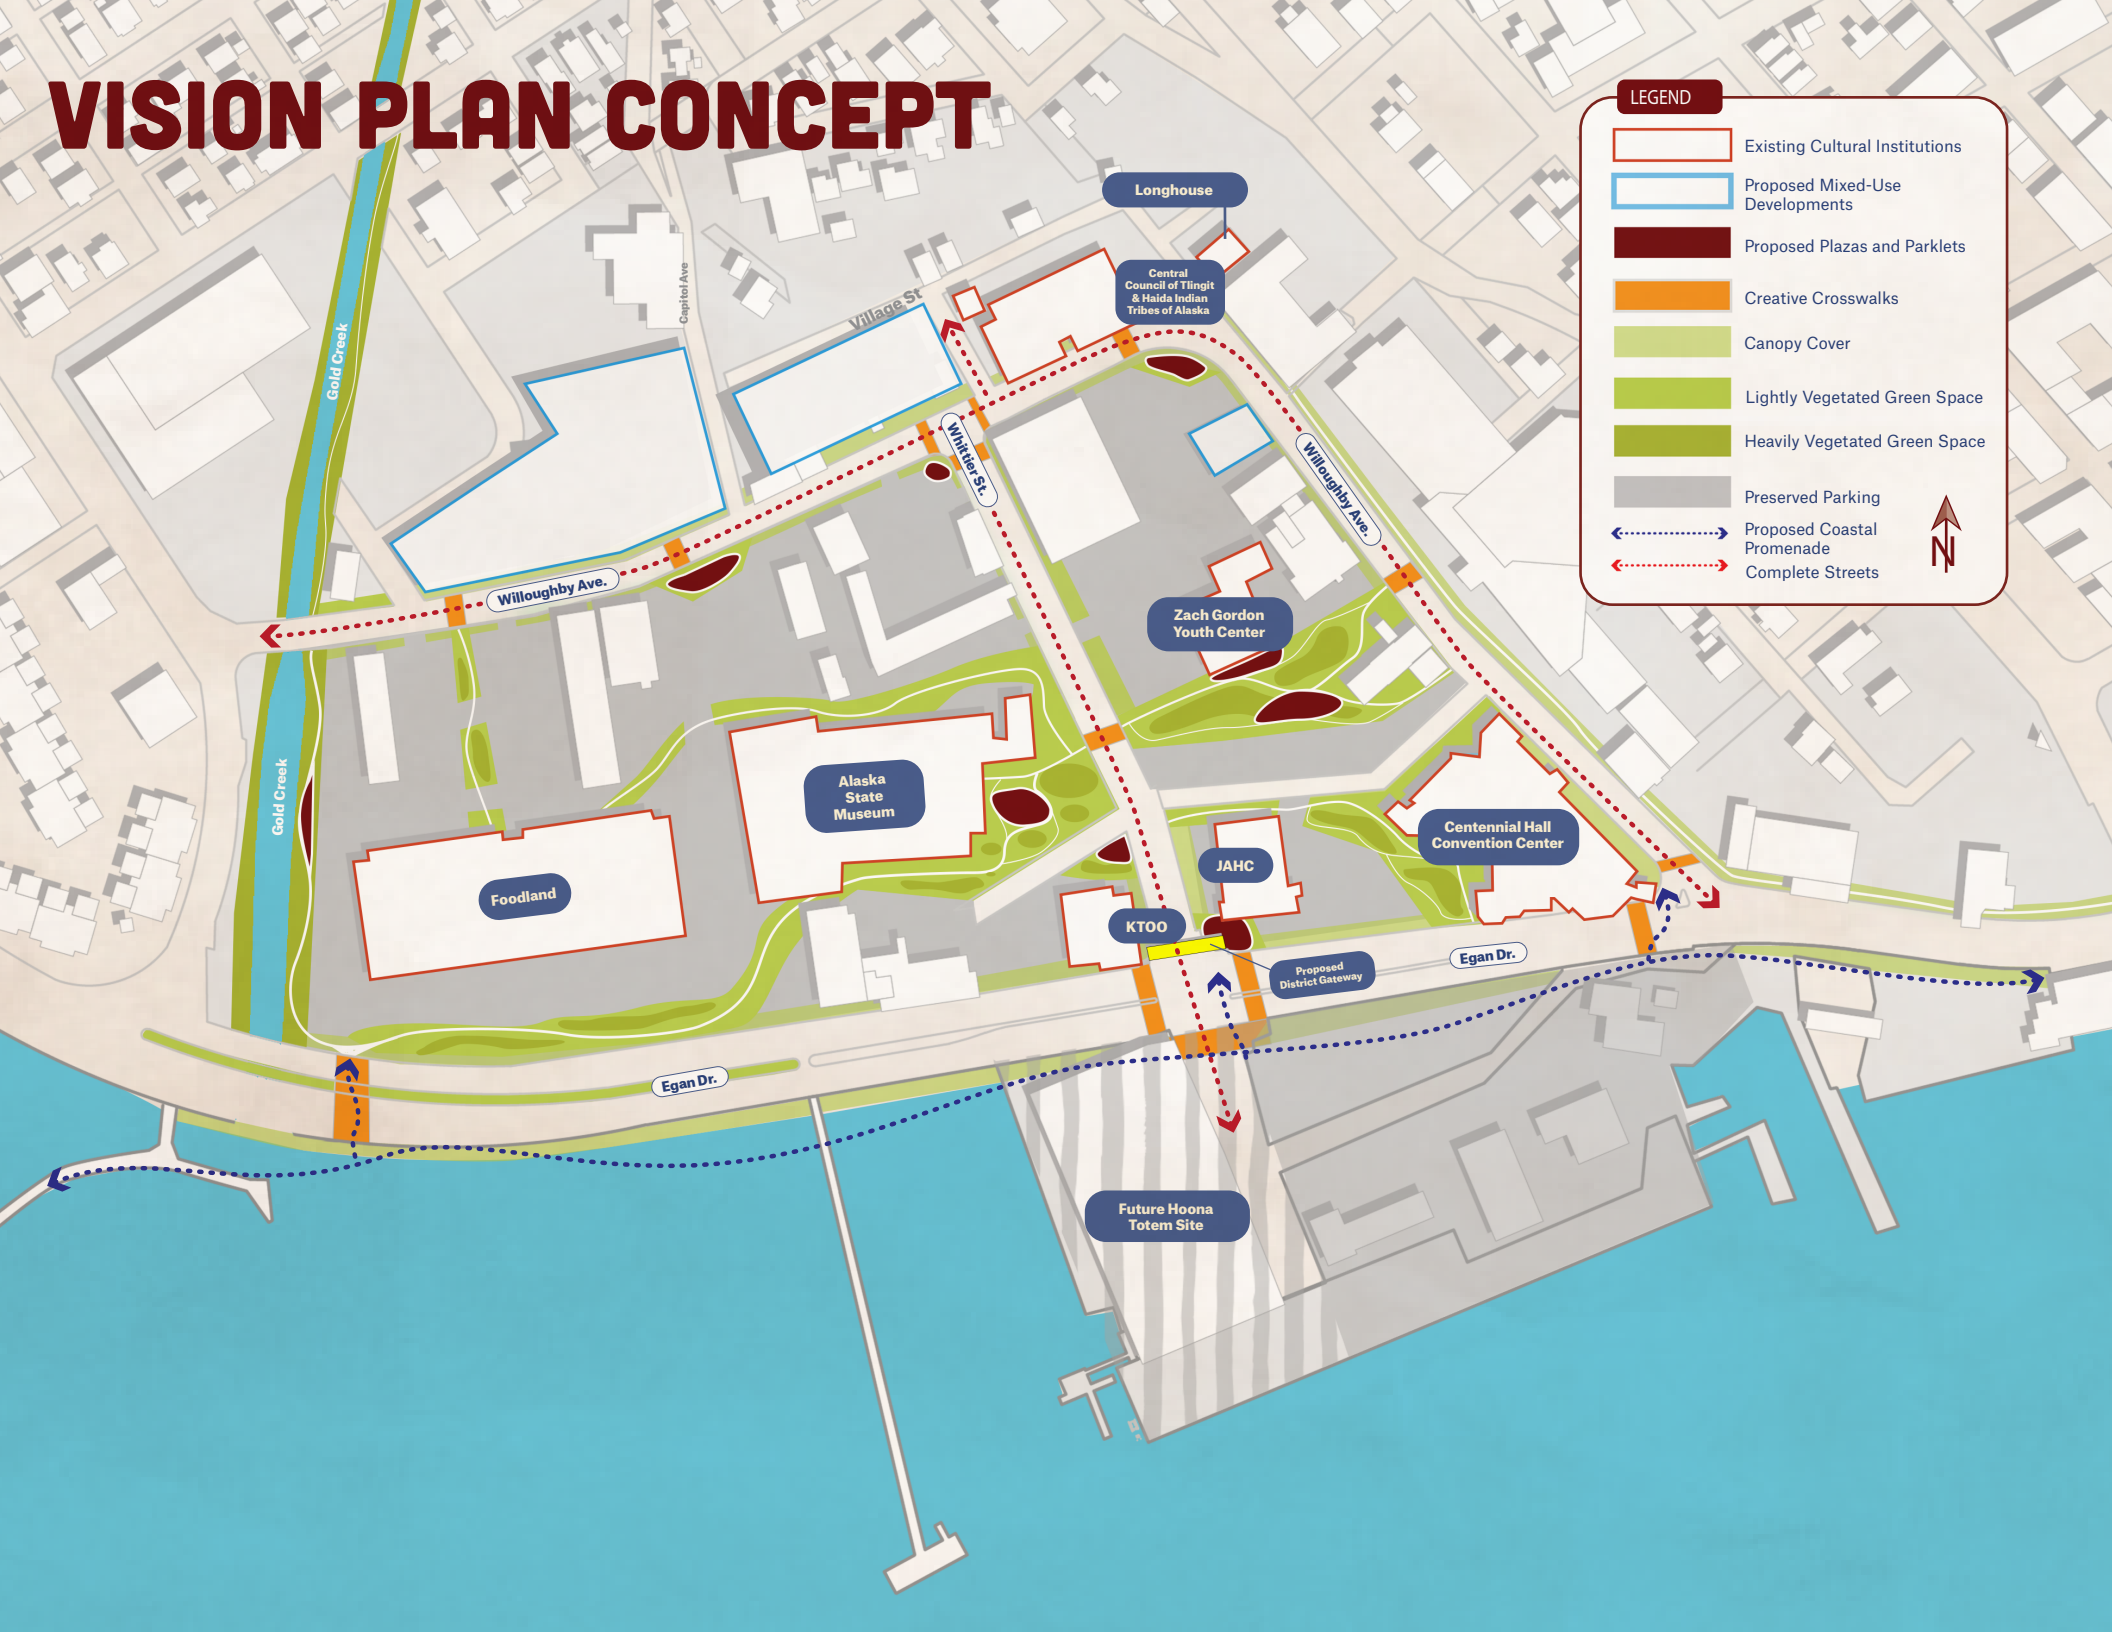 VISION PLAN CONCEPT
LEGEND
Existing Cultural Institutions
Proposed Mixed-Use
Developments
Proposed Plazas and Parklets
Creative Crosswalks
Canopy Cover
Lightly Vegetated Green Space
Heavily Vegetated Green Space
Preserved Parking
Proposed Coastal
Promenade
Complete Streets
N
Longhouse
Central
Council of Tlingit
& Haida Indian
Tribes of Alaska
Capitol Ave
Village St
Gold Creek
Whittier St.
Willoughby Ave.
Willoughby Ave.
Zach Gordon
Youth Center
Gold Creek
Alaska
State
Museum
Centennial Hall
Convention Center
JAHC
Foodland
KTOO
Egan Dr.
Proposed
District Gateway
Egan Dr.
Future Hoona
Totem Site